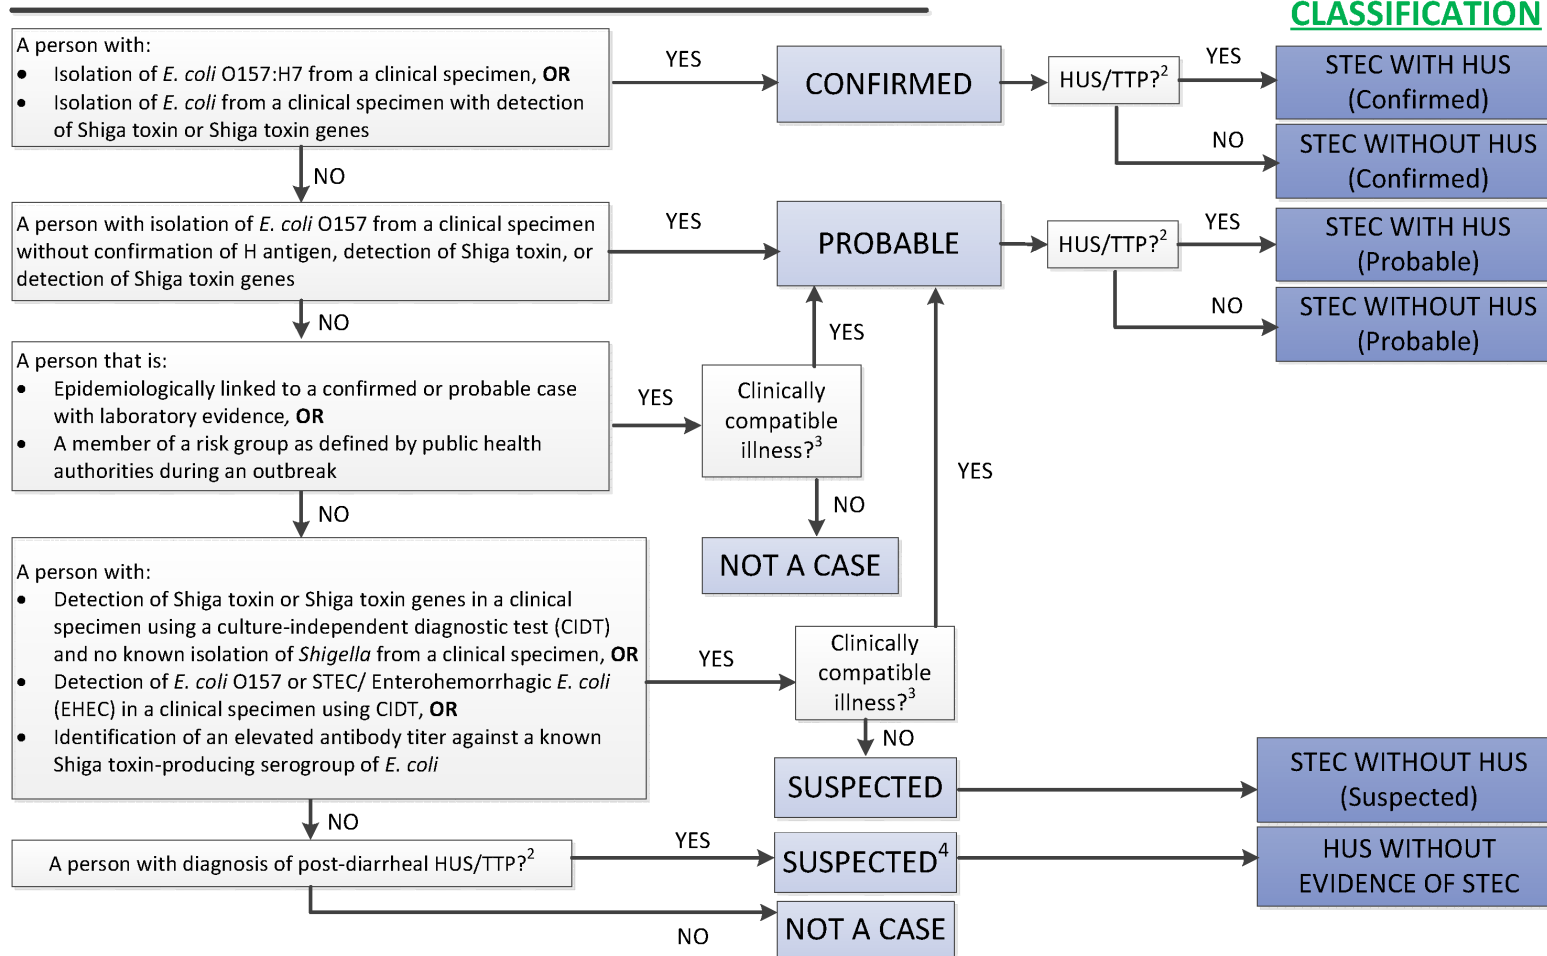 CLASSIFICATION
A person with:
• Isolation of E. coli O157:H7 from a clinical specimen, OR
• Isolation of E. coli from a clinical specimen with detection
of Shiga toxin or Shiga toxin genes
YES
CONFIRMED
HUS/TTP?2
YES
STEC WITH HUS
(Confirmed)
NO
STEC WITHOUT HUS
(Confirmed)
NO
A person with isolation of E. coli O157 from a clinical specimen
without confirmation of H antigen, detection of Shiga toxin, or
detection of Shiga toxin genes
YES
PROBABLE
HUS/TTP?2
YES
STEC WITH HUS
(Probable)
NO
STEC WITHOUT HUS
(Probable)
NO
A person that is:
• Epidemiologically linked to a confirmed or probable case
with laboratory evidence, OR
• A member of a risk group as defined by public health
authorities during an outbreak
YES
Clinically
compatible
illness?3
YES
NO
NOT A CASE
NO
A person with:
• Detection of Shiga toxin or Shiga toxin genes in a clinical
specimen using a culture-independent diagnostic test (CIDT)
and no known isolation of Shigella from a clinical specimen, OR
• Detection of E. coli O157 or STEC/ Enterohemorrhagic E. coli
(EHEC) in a clinical specimen using CIDT, OR
• Identification of an elevated antibody titer against a known
Shiga toxin-producing serogroup of E. coli
YES
Clinically
compatible
illness?3
YES
NO
SUSPECTED
STEC WITHOUT HUS
(Suspected)
NO
A person with diagnosis of post-diarrheal HUS/TTP?2
YES
SUSPECTED4
HUS WITHOUT
EVIDENCE OF STEC
NO
NOT A CASE